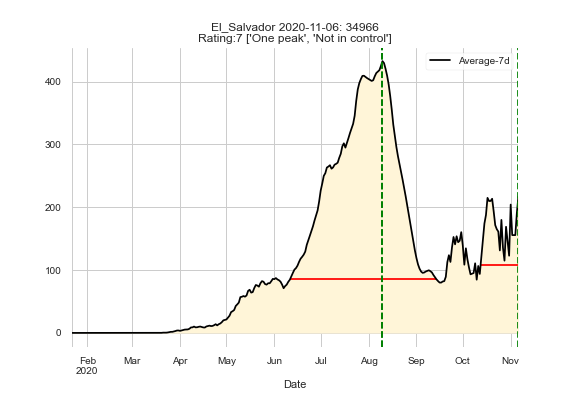 El_Salvador 2020-11-06: 34966
Rating:7 ['One peak', 'Not in control']
Average-7d
400
300
200
100
0
Feb Mar Apr May Jun Jul Aug Sep Oct Nov
2020
Date